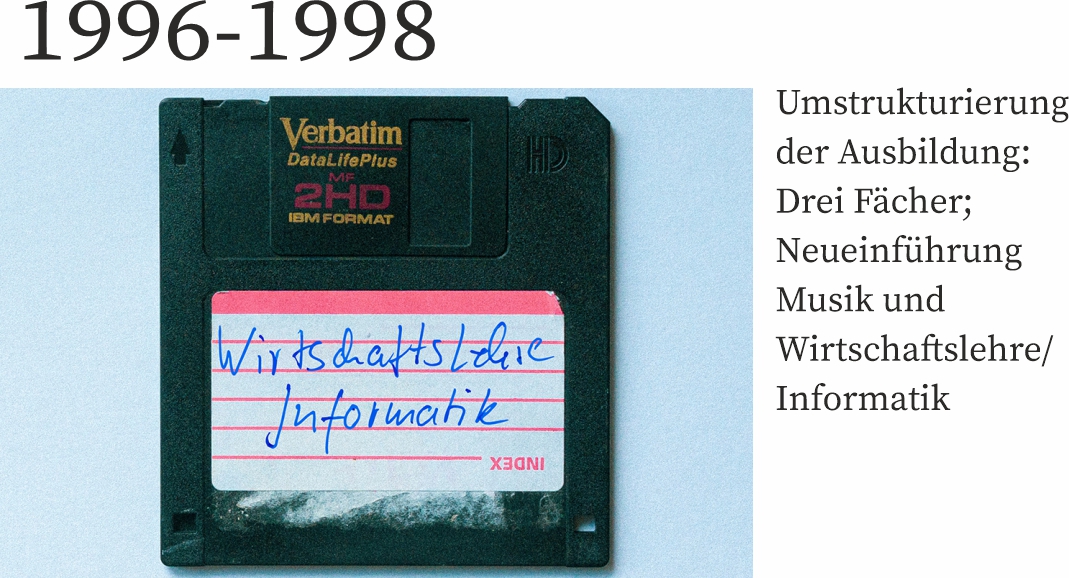 1996-1998
Verbatim
DataLifePlus
MF
2HD
IBM FORMAT
HD
Wirtschaftslehre
Informatik
INDEX
Umstrukturierung
der Ausbildung:
Drei Fächer;
Neueinführung
Musik und
Wirtschaftslehre/
Informatik